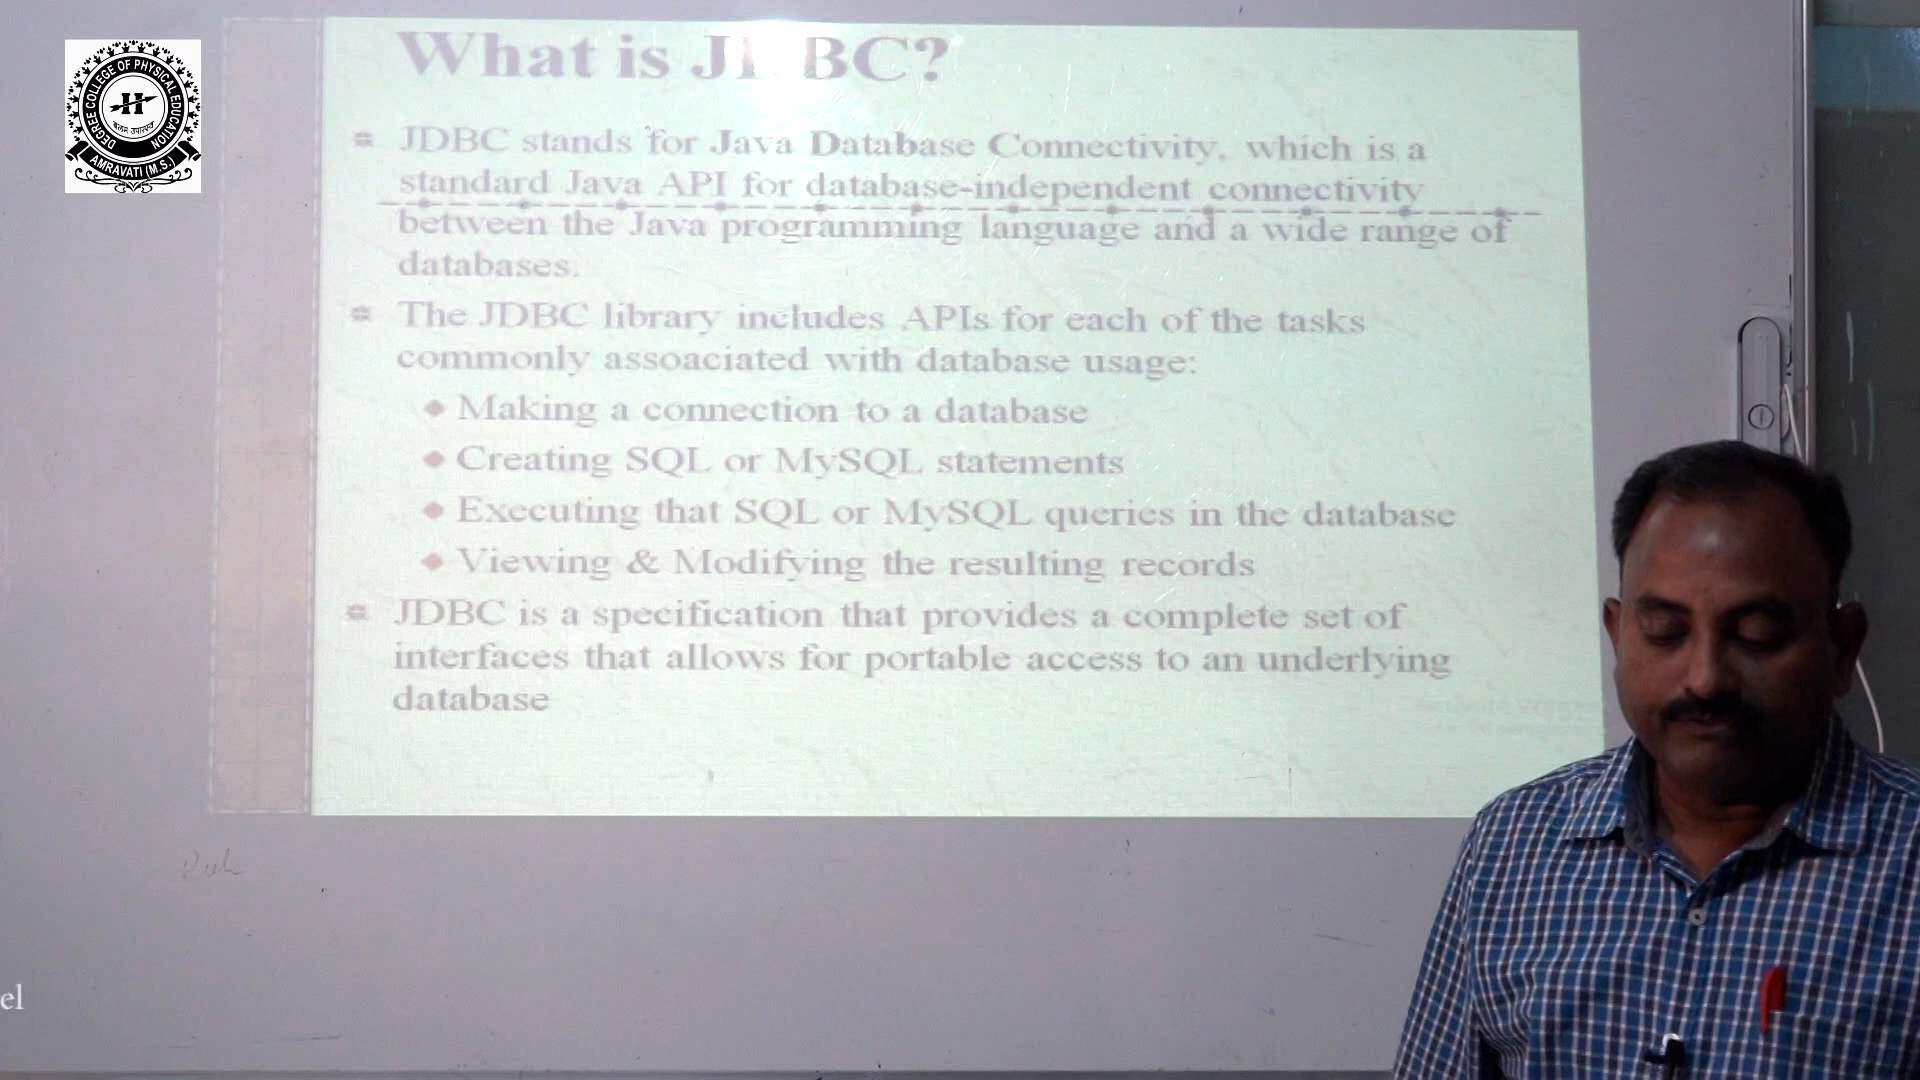 DEGREE COLLEGE OF PHYSICAL EDUCATION
H
AMRAVATI (M.S.)
What is JDBC?
JDBC stands for Java Database Connectivity, which is a
standard Java API for database-independent connectivity
between the Java programming language and a wide range of
databases.
The JDBC library includes APIs for each of the tasks
commonly assoaciated with database usage:
Making a connection to a database
Creating SQL or MySQL statements
Executing that SQL or MySQL queries in the database
Viewing & Modifying the resulting records
JDBC is a specification that provides a complete set of
interfaces that allows for portable access to an underlying
database
el